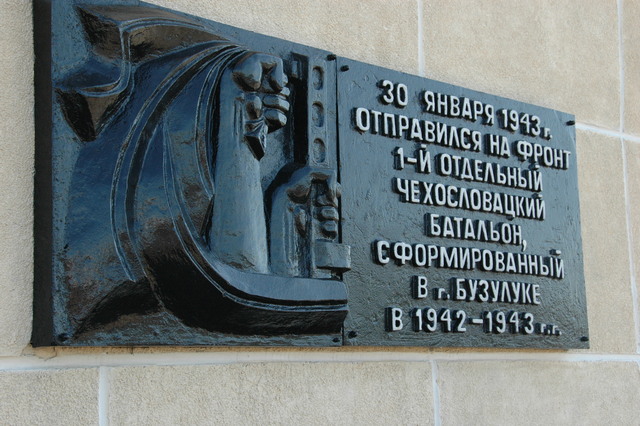 30 ЯНВАРЯ 1943 г.
ОТПРАВИЛСЯ НА ФРОНТ
1-Й ОТДЕЛЬНЫЙ
ЧЕХОСЛОВАЦКИЙ
БАТАЛЬОН,
СФОРМИРОВАННЫЙ
В г. БУЗУЛУКЕ
В 1942-1943 г.г.